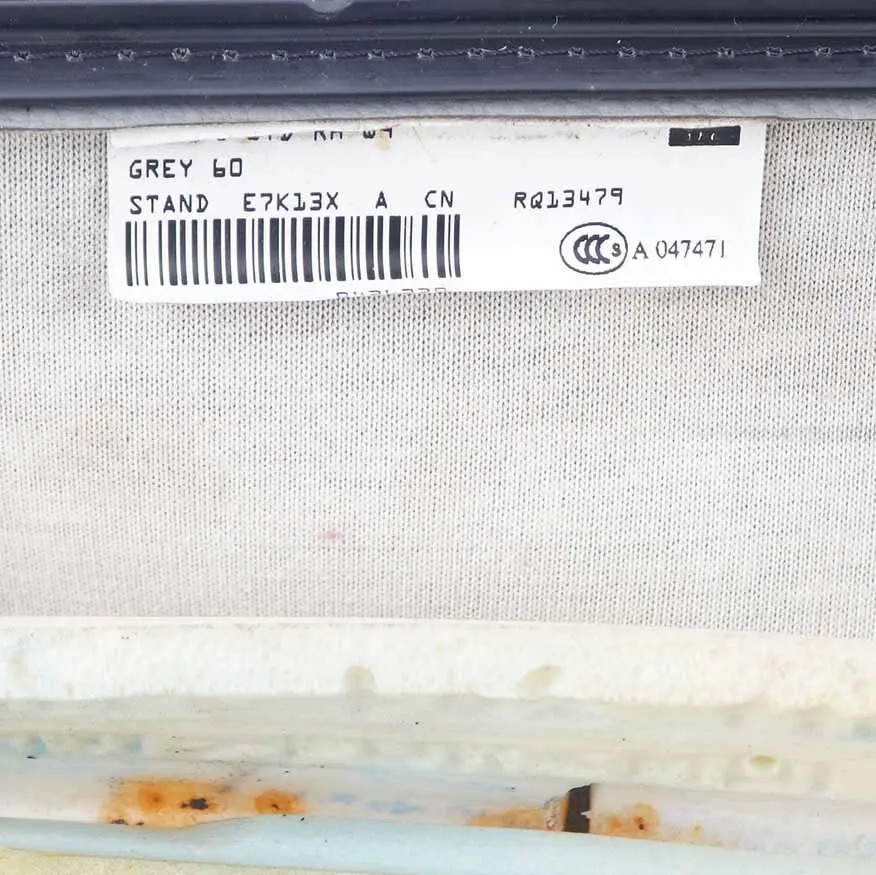 GREY 60
STAND E7K13X A CN RQ13479
CCC S A 047471